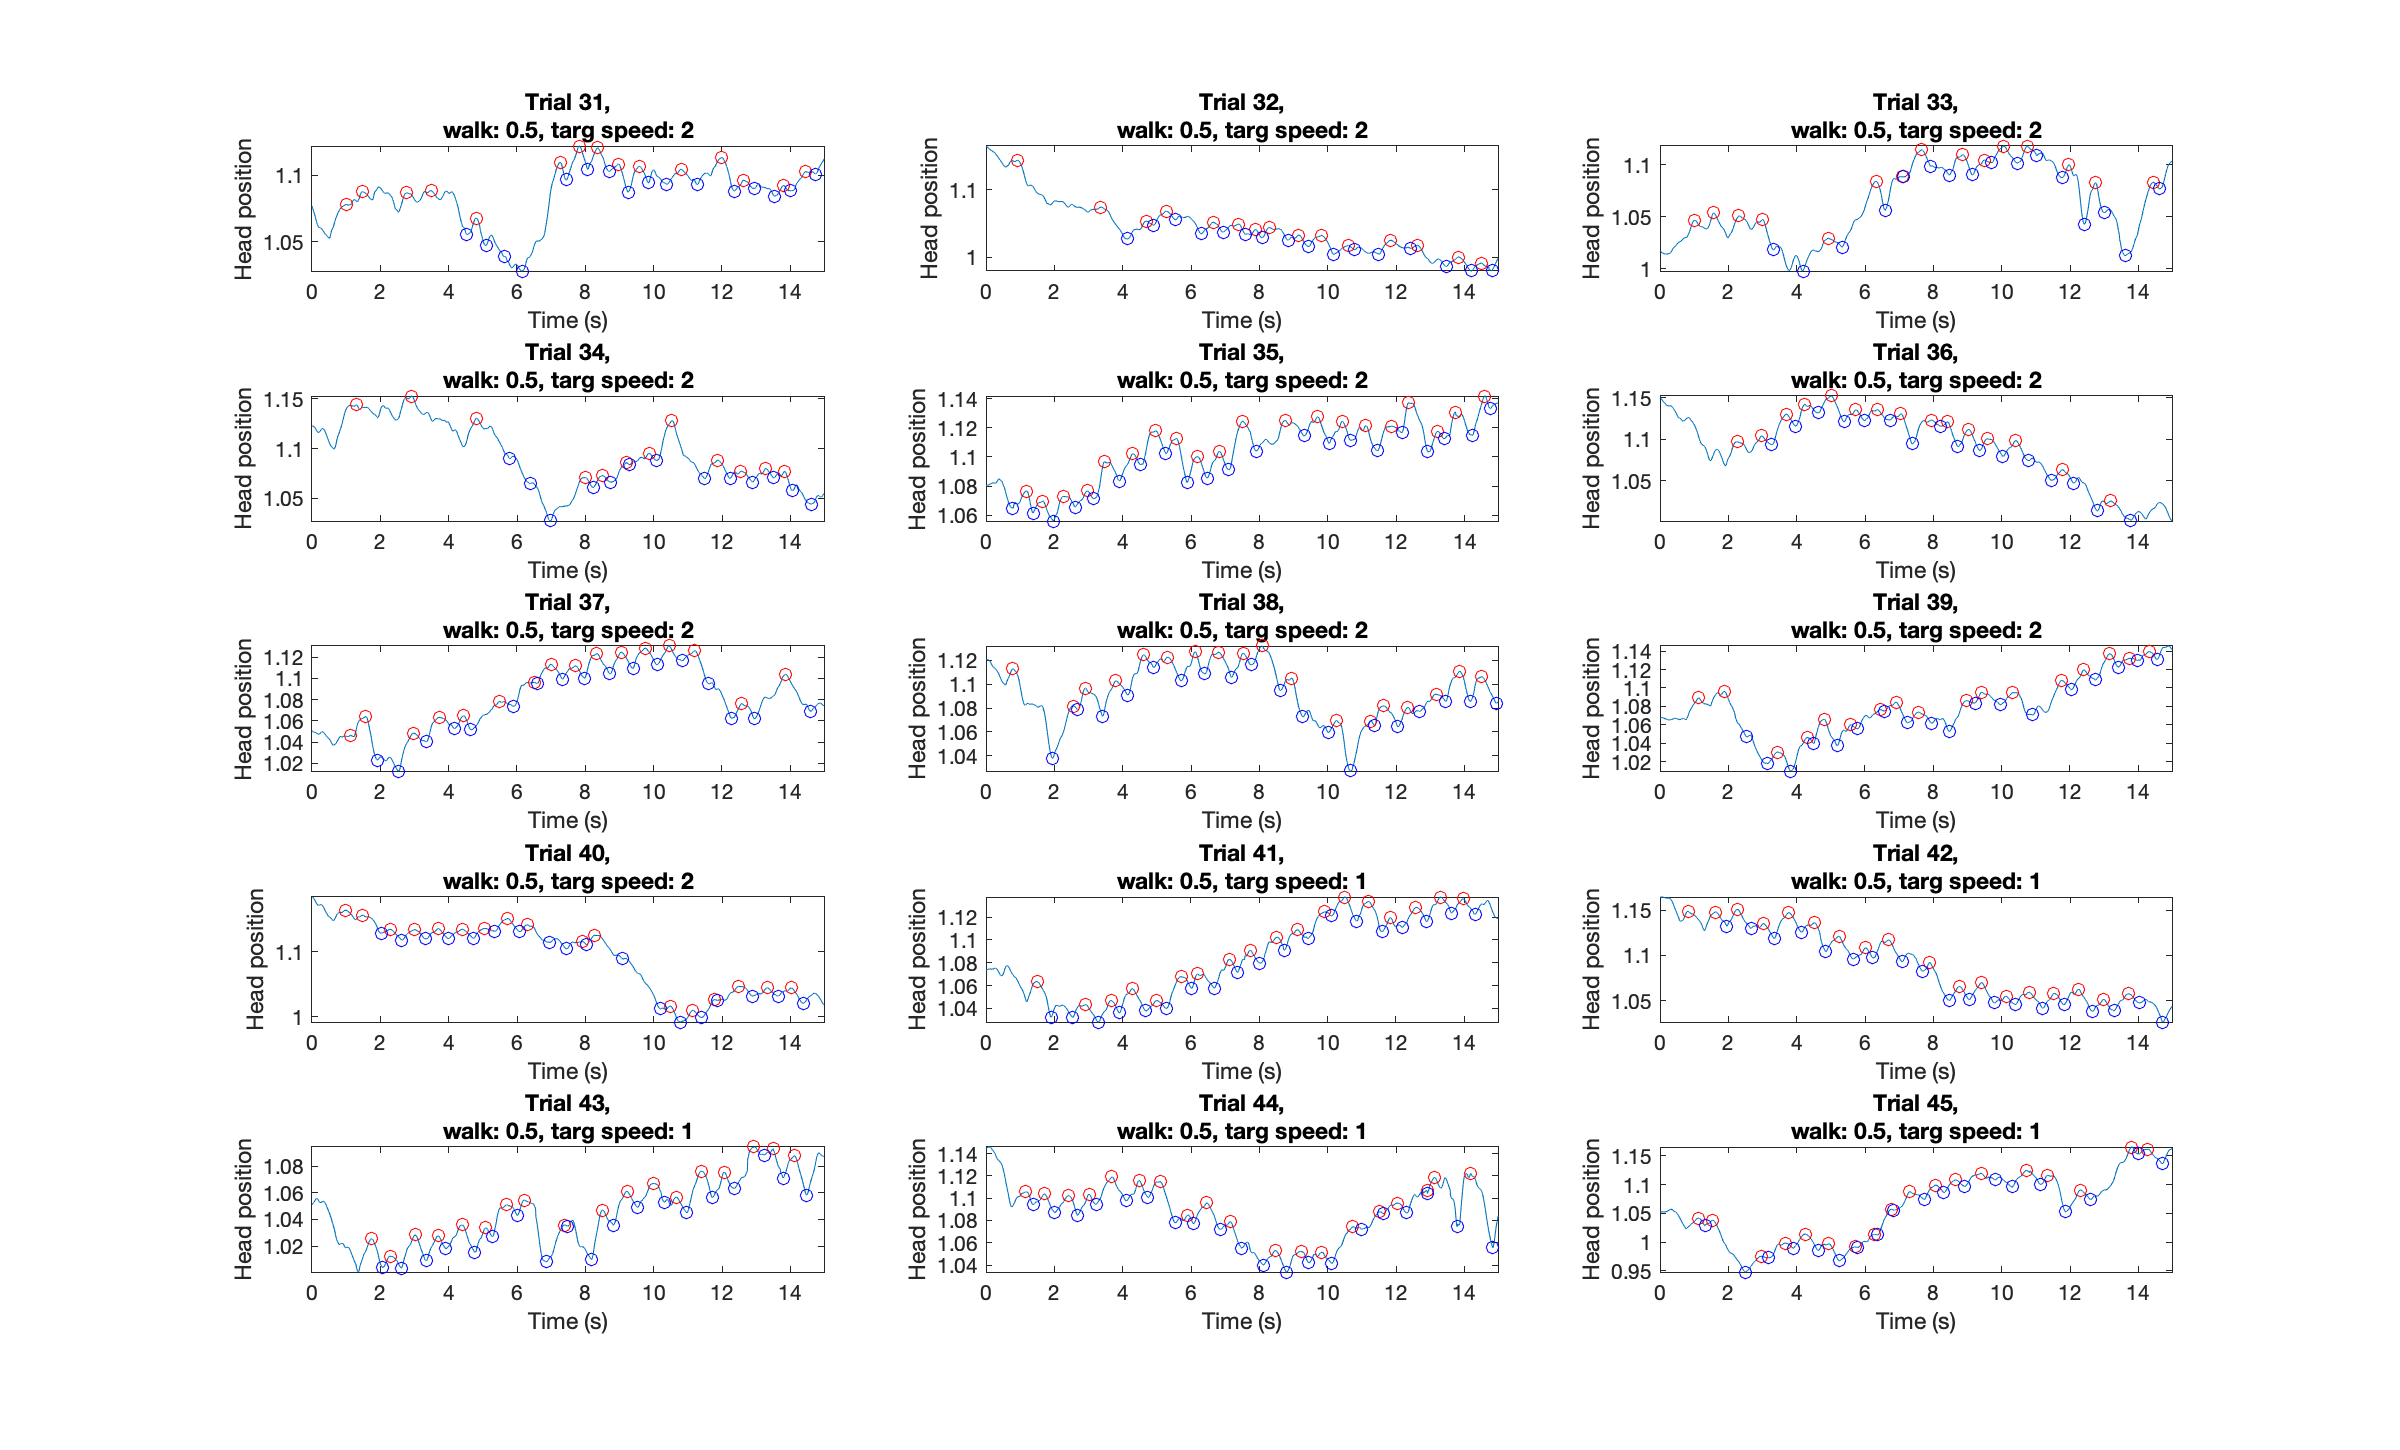 Trial 31,
walk: 0.5, targ speed: 2
Head position
1.1
1.05
0 2 4 6 8 10 12 14
Time (s)
Trial 32,
walk: 0.5, targ speed: 2
Head position
1.1
1
0 2 4 6 8 10 12 14
Time (s)
Trial 33,
walk: 0.5, targ speed: 2
Head position
1.1
1.05
1
0 2 4 6 8 10 12 14
Time (s)
Trial 34,
walk: 0.5, targ speed: 2
Head position
1.15
1.1
1.05
0 2 4 6 8 10 12 14
Time (s)
Trial 35,
walk: 0.5, targ speed: 2
Head position
1.14
1.12
1.1
1.08
1.06
0 2 4 6 8 10 12 14
Time (s)
Trial 36,
walk: 0.5, targ speed: 2
Head position
1.15
1.1
1.05
0 2 4 6 8 10 12 14
Time (s)
Trial 37,
walk: 0.5, targ speed: 2
Head position
1.12
1.1
1.08
1.06
1.04
1.02
0 2 4 6 8 10 12 14
Time (s)
Trial 38,
walk: 0.5, targ speed: 2
Head position
1.12
1.1
1.08
1.06
1.04
0 2 4 6 8 10 12 14
Time (s)
Trial 39,
walk: 0.5, targ speed: 2
Head position
1.14
1.12
1.1
1.08
1.06
1.04
1.02
0 2 4 6 8 10 12 14
Time (s)
Trial 40,
walk: 0.5, targ speed: 2
Head position
1.1
1
0 2 4 6 8 10 12 14
Time (s)
Trial 41,
walk: 0.5, targ speed: 1
Head position
1.12
1.1
1.08
1.06
1.04
0 2 4 6 8 10 12 14
Time (s)
Trial 42,
walk: 0.5, targ speed: 1
Head position
1.15
1.1
1.05
0 2 4 6 8 10 12 14
Time (s)
Trial 43,
walk: 0.5, targ speed: 1
Head position
1.08
1.06
1.04
1.02
0 2 4 6 8 10 12 14
Time (s)
Trial 44,
walk: 0.5, targ speed: 1
Head position
1.14
1.12
1.1
1.08
1.06
1.04
0 2 4 6 8 10 12 14
Time (s)
Trial 45,
walk: 0.5, targ speed: 1
Head position
1.15
1.1
1.05
1
0.95
0 2 4 6 8 10 12 14
Time (s)